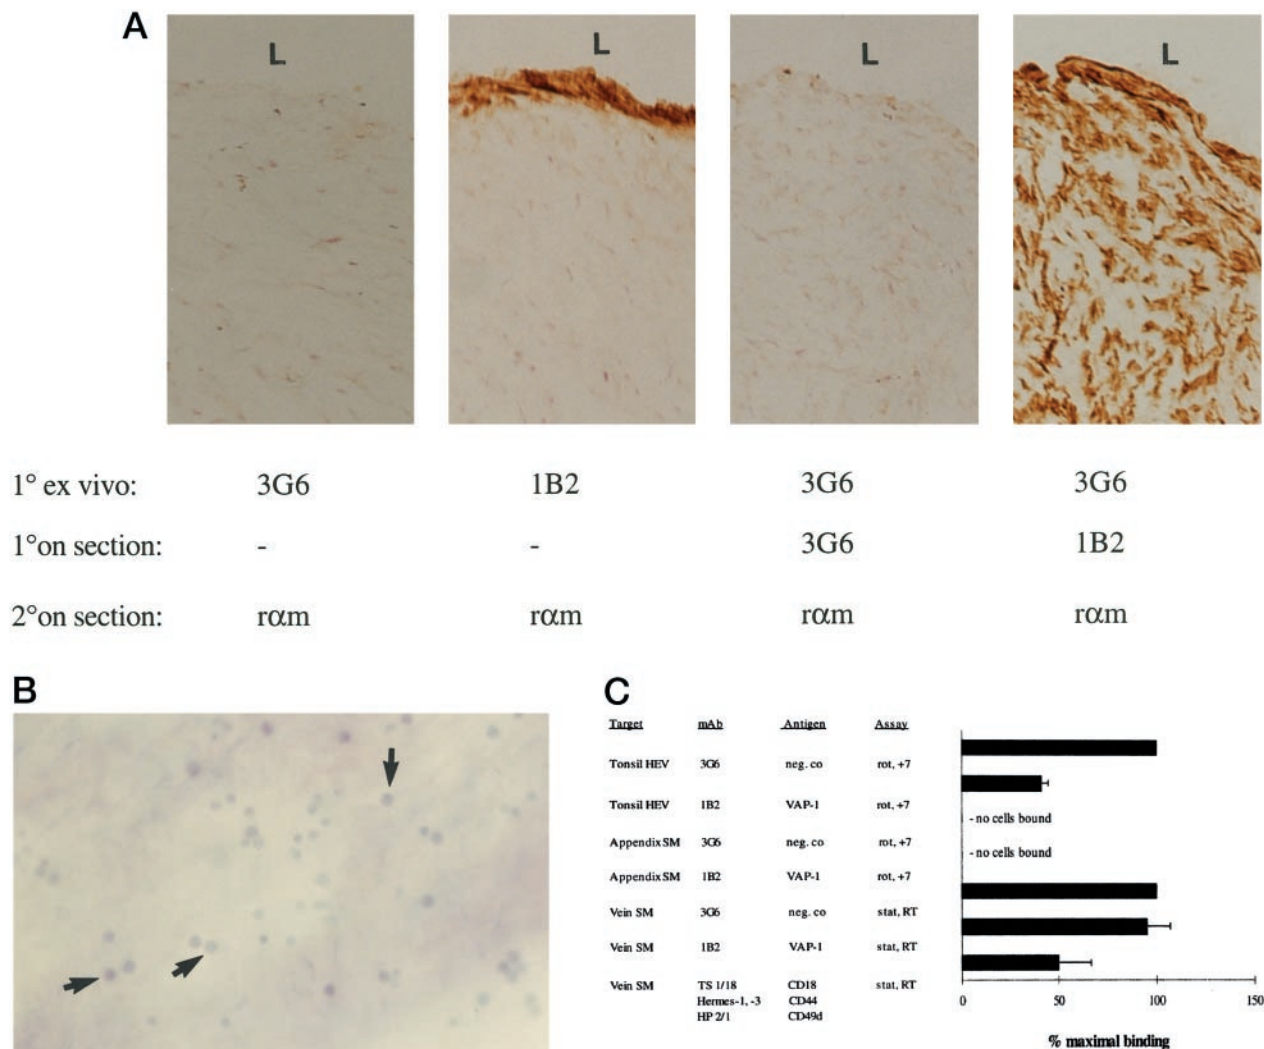 A
L L L L
1° ex vivo: 3G6 1B2 3G6 3G6
1°on section: - - 3G6 1B2
2°on section: rαm rαm rαm rαm
B
C
Target mAb Antigen Assay
Tonsil HEV 3G6 neg. co rot, +7
Tonsil HEV 1B2 VAP-1 rot, +7
- no cells bound
Appendix SM 3G6 neg. co rot, +7
- no cells bound
Appendix SM 1B2 VAP-1 rot, +7
Vein SM 3G6 neg. co stat, RT
Vein SM 1B2 VAP-1 stat, RT
Vein SM TS 1/18 CD18 stat, RT
Hermes-1, -3 CD44
HP 2/1 CD49d
0 50 100 150
% maximal binding